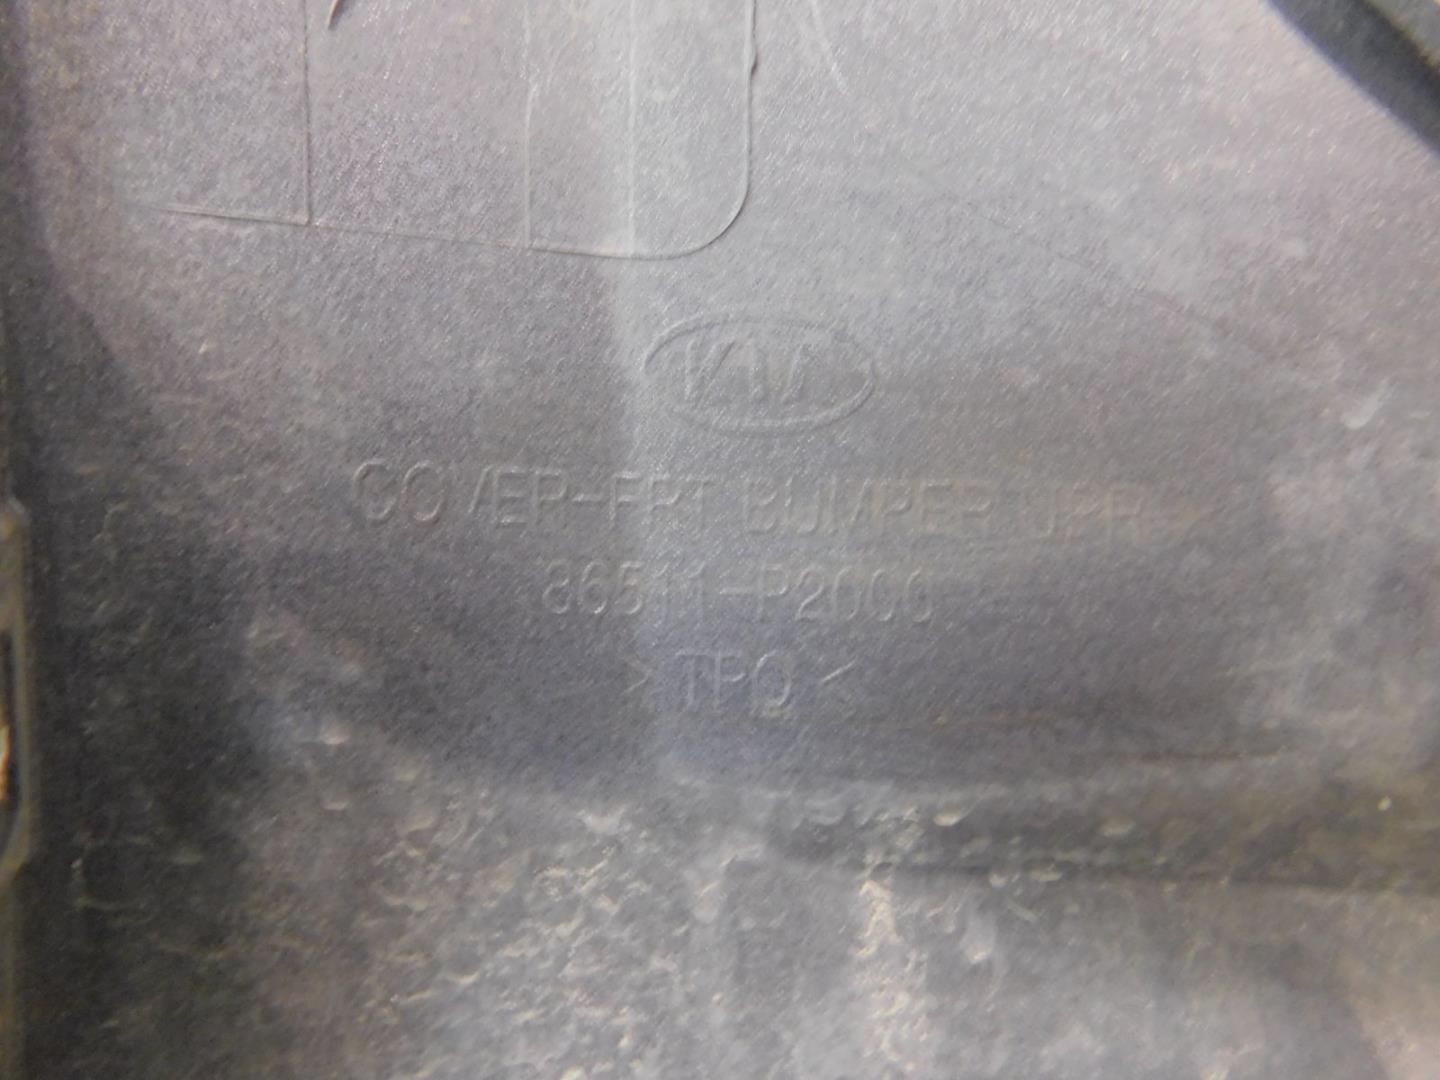 KIA
COVER-FRT BUMPER UPR
86511-P2000
>TPO<